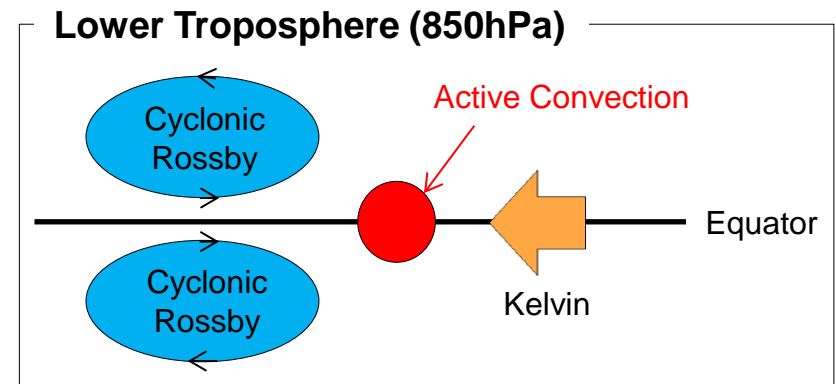 Lower Troposphere (850hPa)
Active Convection
Cyclonic
Rossby
Equator
Cyclonic
Rossby
Kelvin